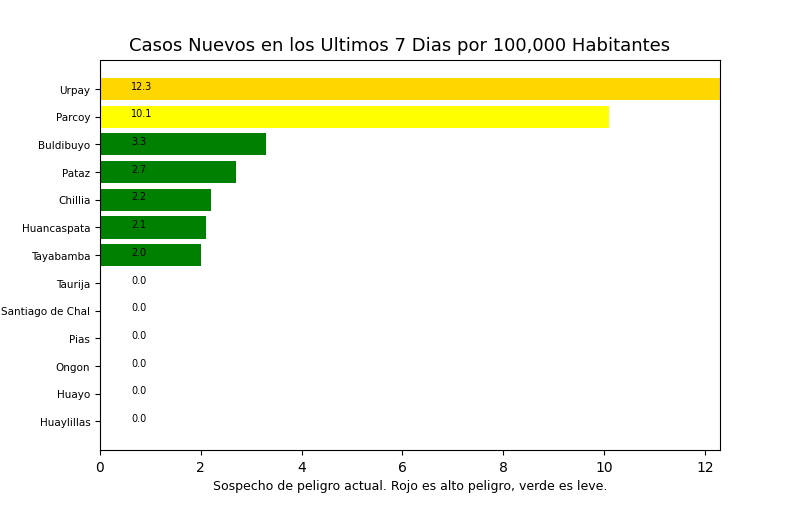 Casos Nuevos en los Ultimos 7 Dias por 100,000 Habitantes
Urpay 12.3
Parcoy 10.1
Buldibuyo 3.3
Pataz 2.7
Chillia 2.2
Huancaspata 2.1
Tayabamba 2.0
Taurija 0.0
Santiago de Chal 0.0
Pias 0.0
Ongon 0.0
Huayo 0.0
Huaylillas 0.0
0 2 4 6 8 10 12
Sospecho de peligro actual. Rojo es alto peligro, verde es leve.